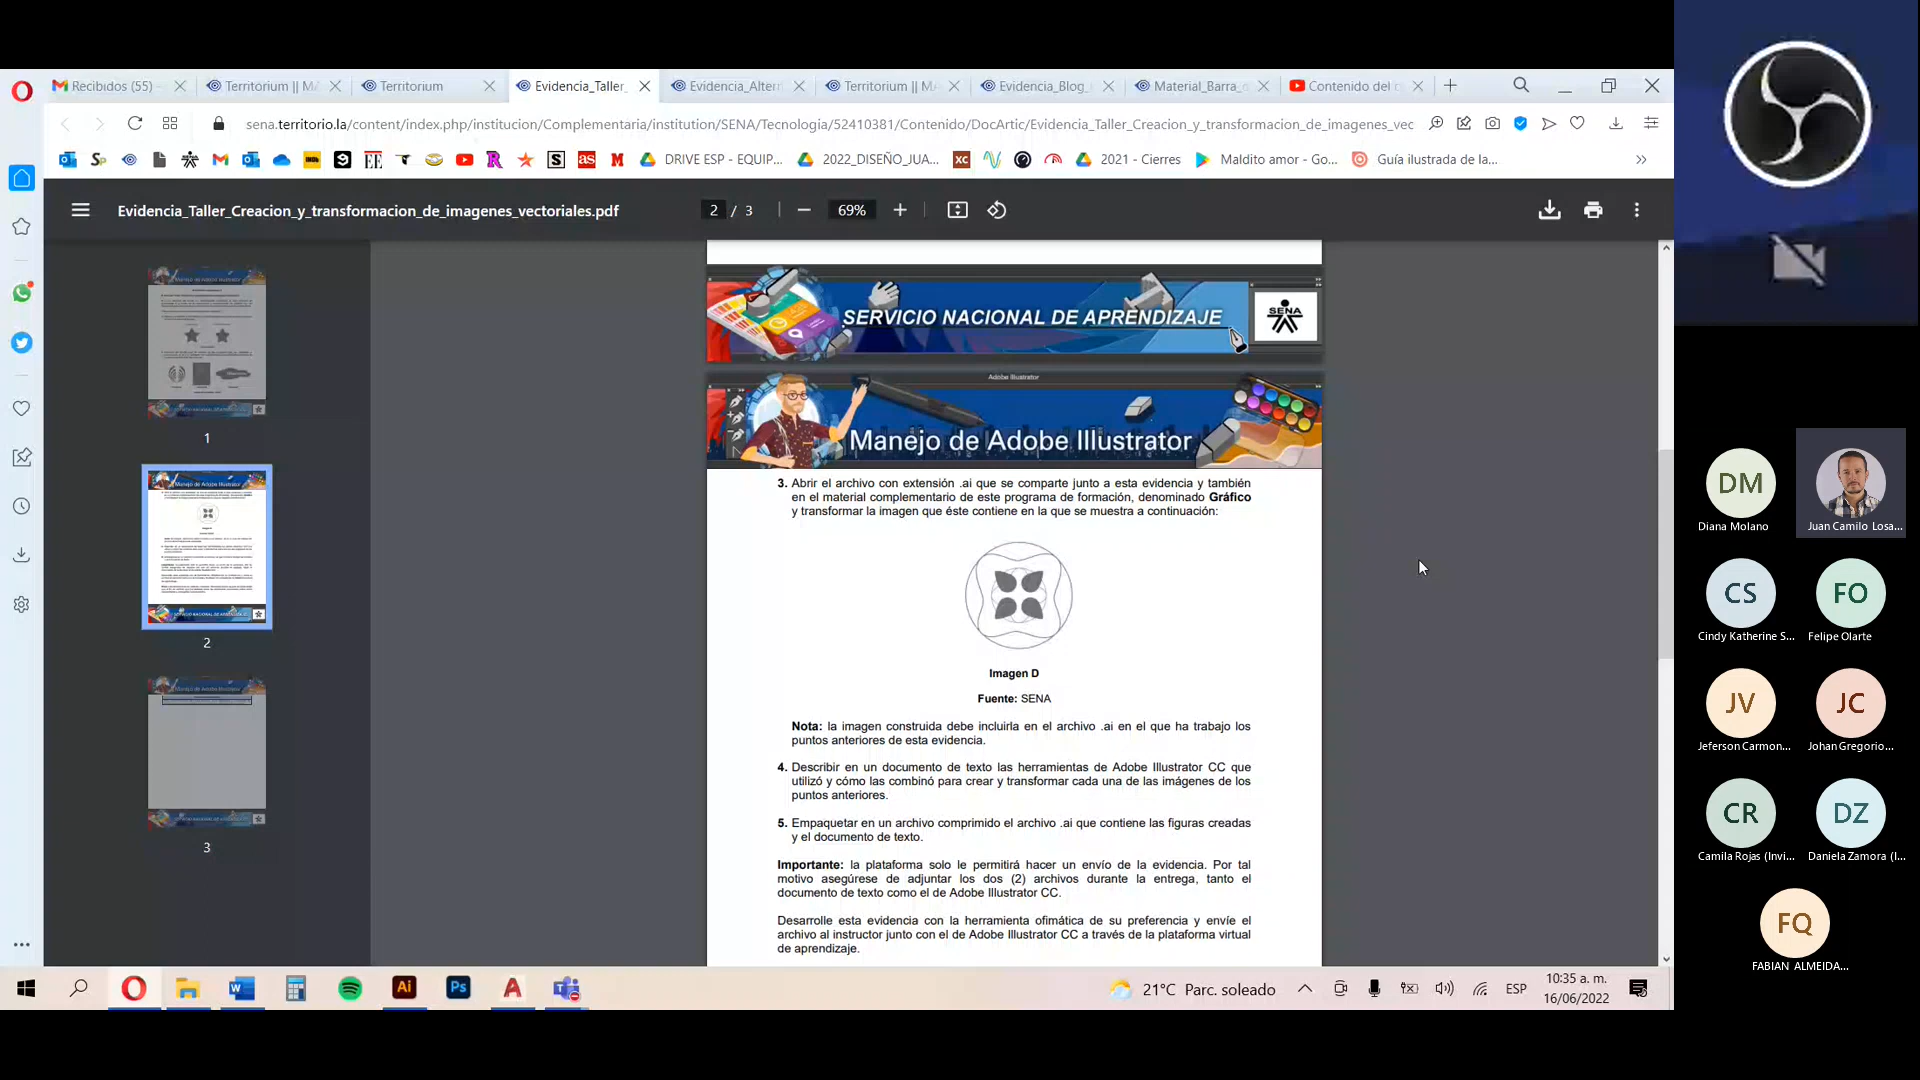 Recibidos (55) -
Territorium || MA
Territorium
Evidencia_Taller_
Evidencia_Altern
Territorium || MA
Evidencia_Blog_
Material_Barra_
Contenido del c
sena.territorio.la/content/index.php/institucion/Complementaria/institution/SENA/Tecnologia/52410381/Contenido/DocArtic/Evidencia_Taller_Creacion_y_transformacion_de_imagenes_vec
DRIVE ESP - EQUIP...
2022_DISEÑO_JUA...
2021 - Cierres
Maldito amor - Go...
Guía ilustrada de la...
Evidencia_Taller_Creacion_y_transformacion_de_imagenes_vectoriales.pdf
2 / 3
69%
SERVICIO NACIONAL DE APRENDIZAJE
SENA
Adobe Illustrator
Manejo de Adobe Illustrator
3. Abrir el archivo con extensión .ai que se comparte junto a esta evidencia y también
en el material complementario de este programa de formación, denominado Gráfico
y transformar la imagen que éste contiene en la que se muestra a continuación:
Imagen D
Fuente: SENA
Nota: la imagen construida debe incluirla en el archivo .ai en el que ha trabajo los
puntos anteriores de esta evidencia.
4. Describir en un documento de texto las herramientas de Adobe Illustrator CC que
utilizó y cómo las combinó para crear y transformar cada una de las imágenes de los
puntos anteriores.
5. Empaquetar en un archivo comprimido el archivo .ai que contiene las figuras creadas
y el documento de texto.
Importante: la plataforma solo le permitirá hacer un envío de la evidencia. Por tal
motivo asegúrese de adjuntar los dos (2) archivos durante la entrega, tanto el
documento de texto como el de Adobe Illustrator CC.
Desarrolle esta evidencia con la herramienta ofimática de su preferencia y envíe el
archivo al instructor junto con el de Adobe Illustrator CC a través de la plataforma virtual
de aprendizaje.
1
2
3
DM
Diana Molano
Juan Camilo Losa...
CS
Cindy Katherine S...
FO
Felipe Olarte
JV
Jeferson Carmon...
JC
Johan Gregorio...
CR
Camila Rojas (Invi...
DZ
Daniela Zamora (I...
FQ
FABIAN ALMEIDA...
21°C Parc. soleado
ESP
10:35 a. m.
16/06/2022